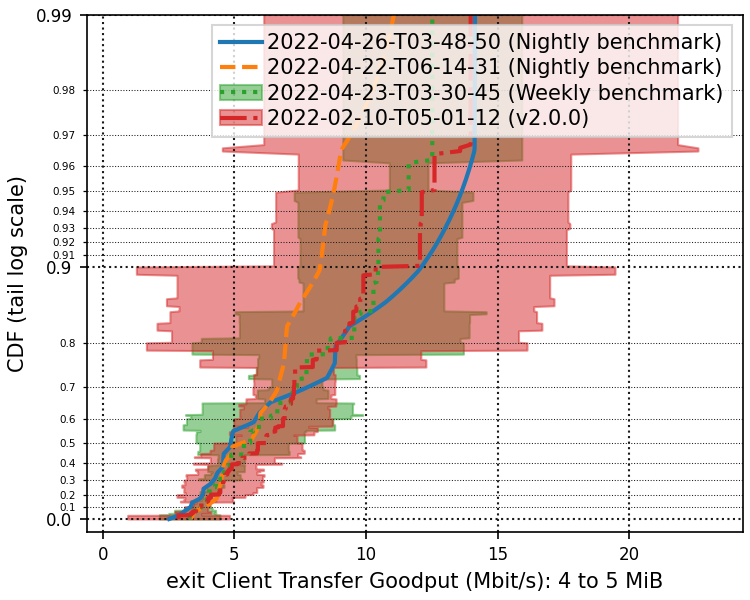 0.99
2022-04-26-T03-48-50 (Nightly benchmark)
2022-04-22-T06-14-31 (Nightly benchmark)
2022-04-23-T03-30-45 (Weekly benchmark)
2022-02-10-T05-01-12 (v2.0.0)
0.98
0.97
0.96
0.95
0.94
0.93
0.92
0.91
0.9
0.8
0.7
0.6
0.5
0.4
0.3
0.2
0.1
0.0
CDF (tail log scale)
0 5 10 15 20
exit Client Transfer Goodput (Mbit/s): 4 to 5 MiB